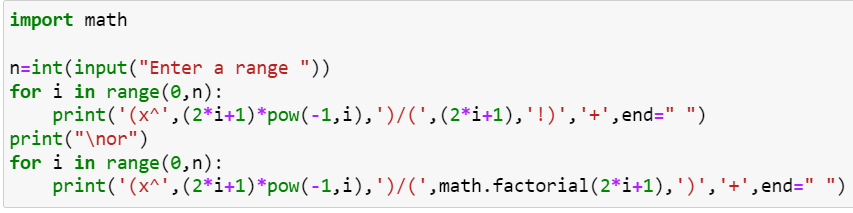 import math

n=int(input("Enter a range "))
for i in range(0,n):
    print('(x^',(2*i+1)*pow(-1,i),')/(',(2*i+1),'!)','+',end=" ")
print("\nor")
for i in range(0,n):
    print('(x^',(2*i+1)*pow(-1,i),')/(',math.factorial(2*i+1),')','+',end=" ")